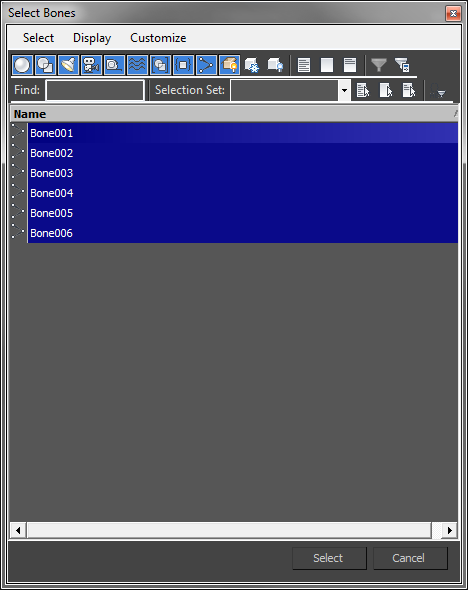 Select Bones
Select Display Customize
Find: Selection Set:
Name
Bone001
Bone002
Bone003
Bone004
Bone005
Bone006
Select Cancel